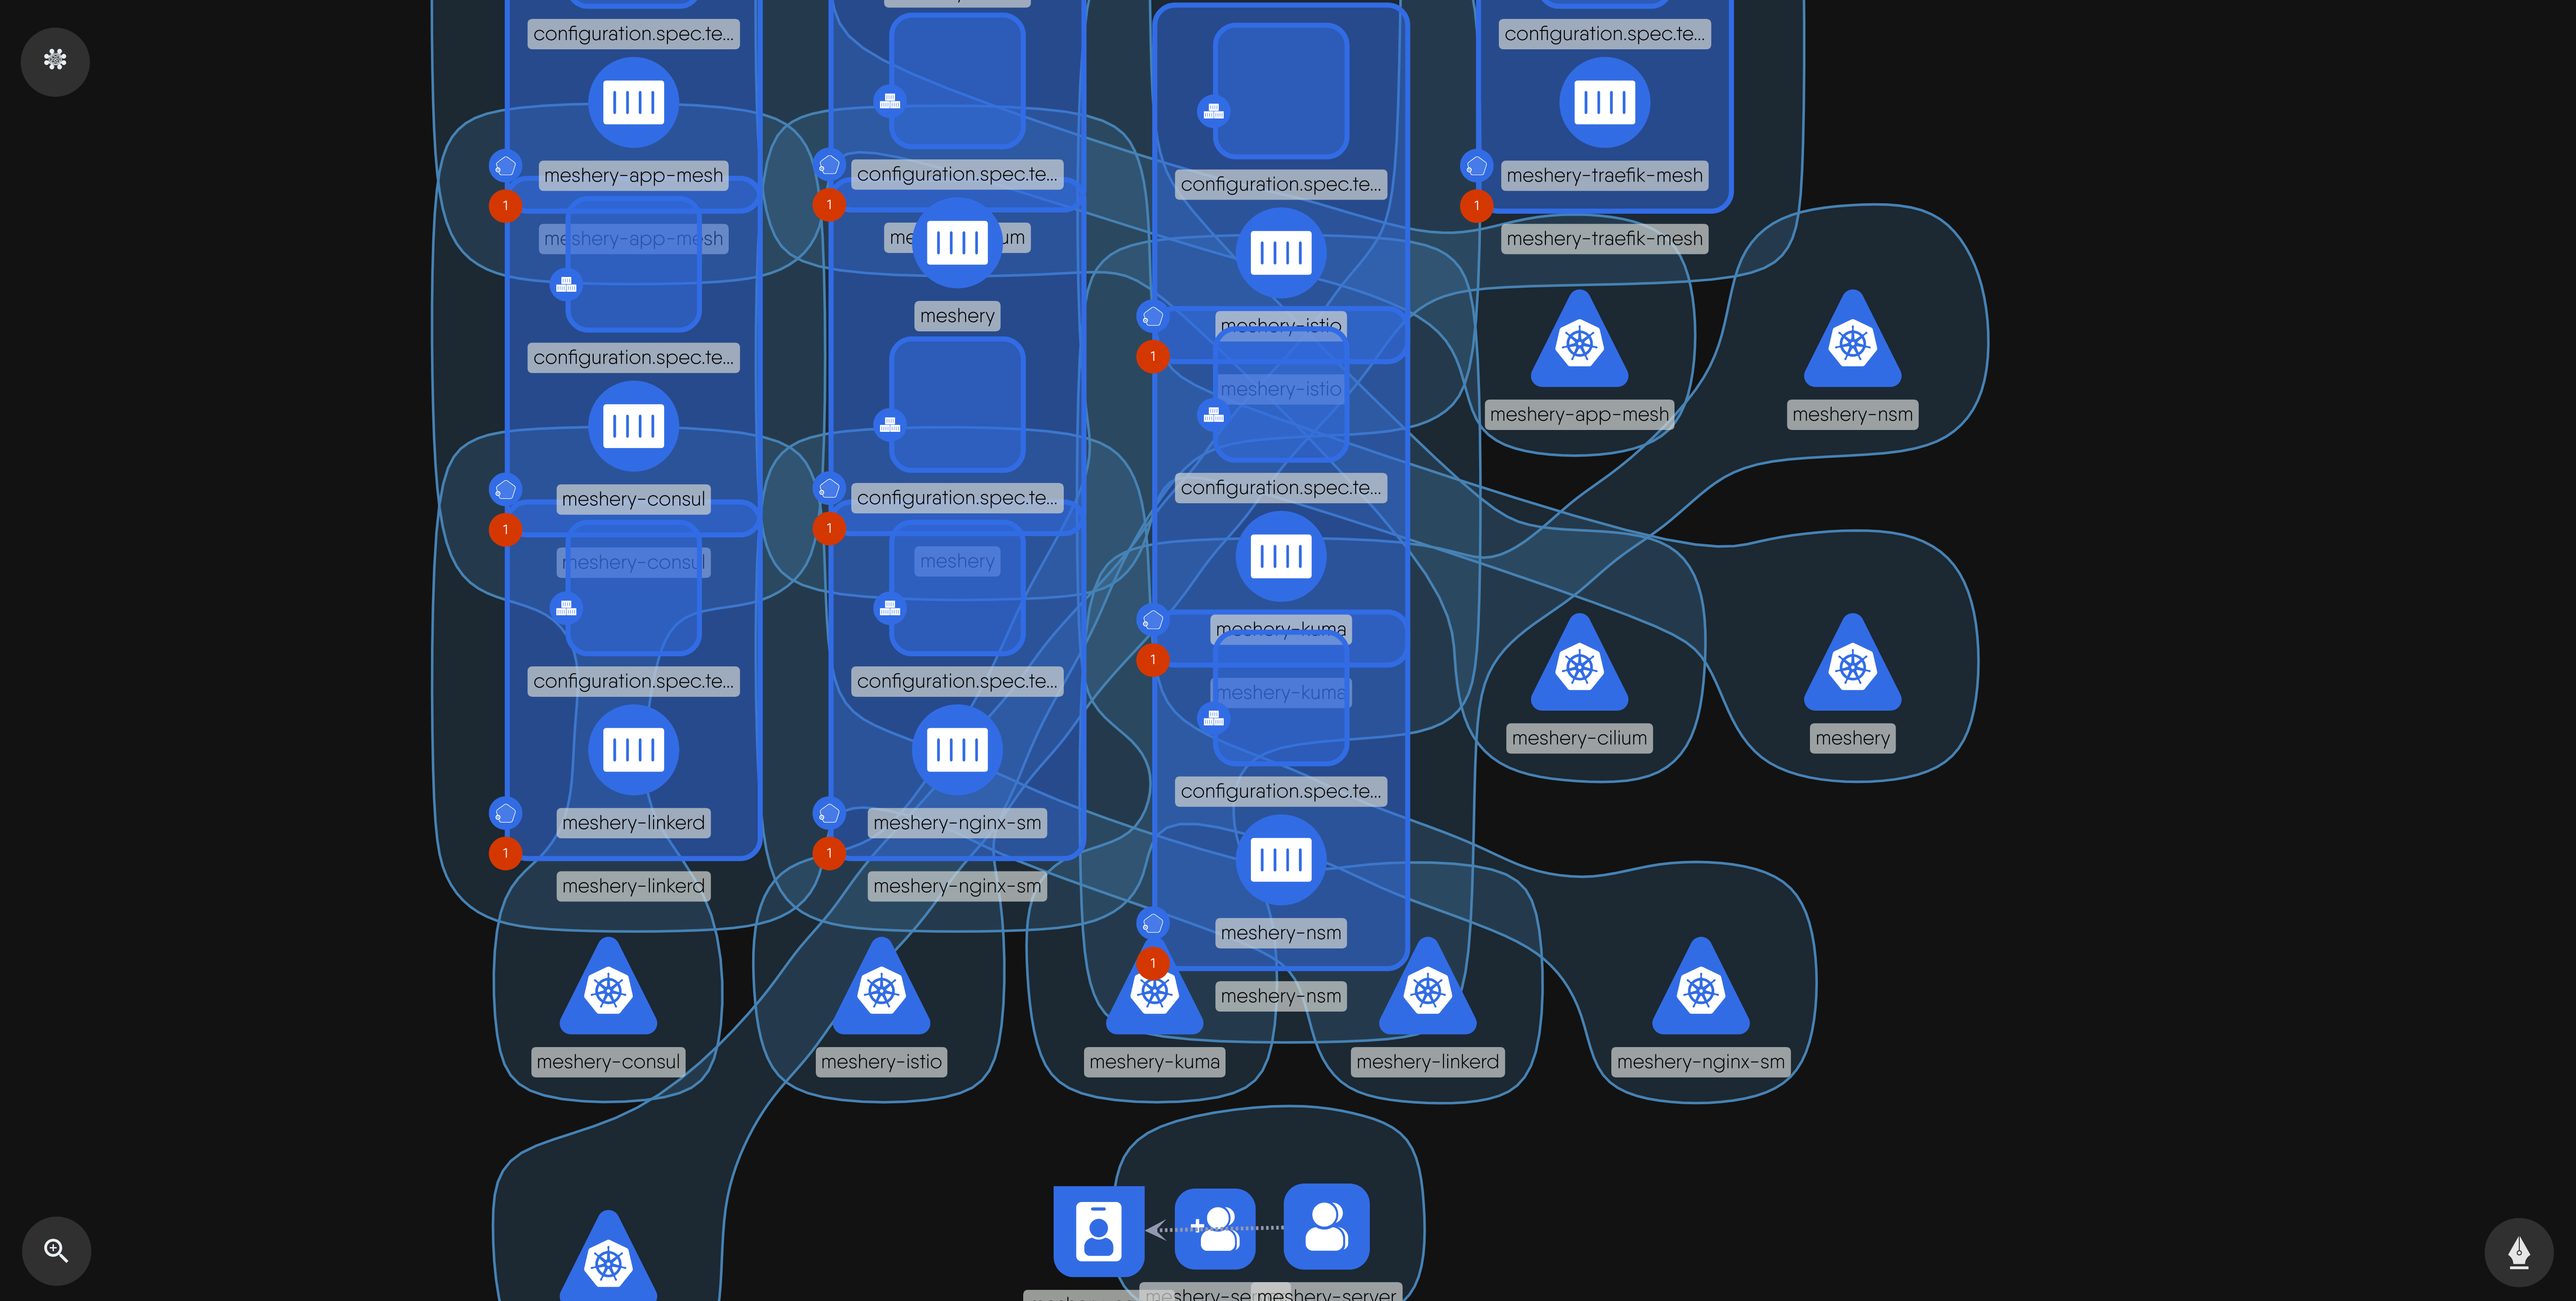 configuration.spec.te...
configuration.spec.te...
meshery-app-mesh
1
meshery-app-mesh
configuration.spec.te...
1
meshery
configuration.spec.te...
meshery-istio
1
meshery-istio
meshery-traefik-mesh
1
meshery-traefik-mesh
configuration.spec.te...
meshery-consul
1
meshery-consul
configuration.spec.te...
1
meshery
configuration.spec.te...
meshery-kuma
1
meshery-kuma
meshery-app-mesh
meshery-nsm
configuration.spec.te...
meshery-linkerd
1
meshery-linkerd
configuration.spec.te...
meshery-nginx-sm
1
meshery-nginx-sm
configuration.spec.te...
meshery-nsm
1
meshery-nsm
meshery-cilium
meshery
meshery-consul
meshery-istio
meshery-kuma
meshery-linkerd
meshery-nginx-sm
meshery-server